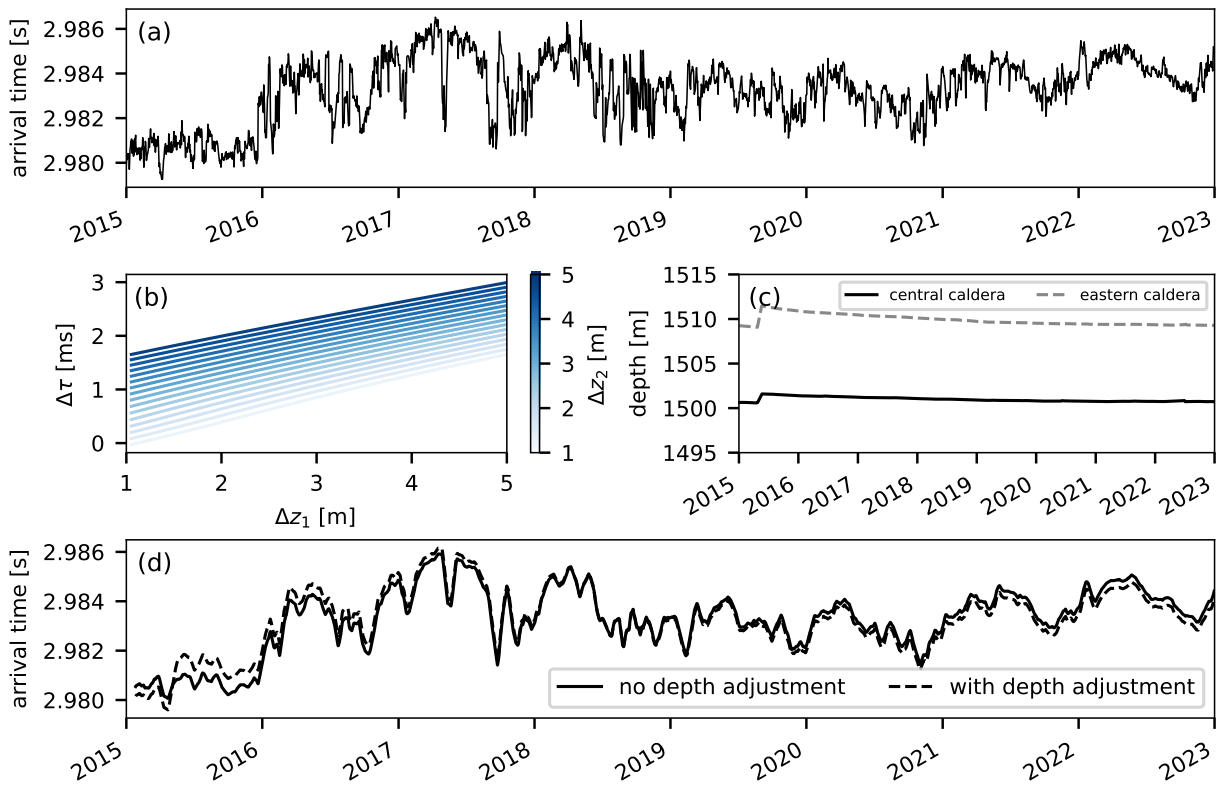 (a)
arrival time [s]
2.986
2.984
2.982
2.980
2015 2016 2017 2018 2019 2020 2021 2022 2023
(b)
Δτ [ms]
3
2
1
0
1 2 3 4 5
Δz₁ [m]
5
4
3
2
1
Δz₂ [m]
(c)
central caldera eastern caldera
depth [m]
1515
1510
1505
1500
1495
2015 2016 2017 2018 2019 2020 2021 2022 2023
(d)
arrival time [s]
2.986
2.984
2.982
2.980
no depth adjustment with depth adjustment
2015 2016 2017 2018 2019 2020 2021 2022 2023